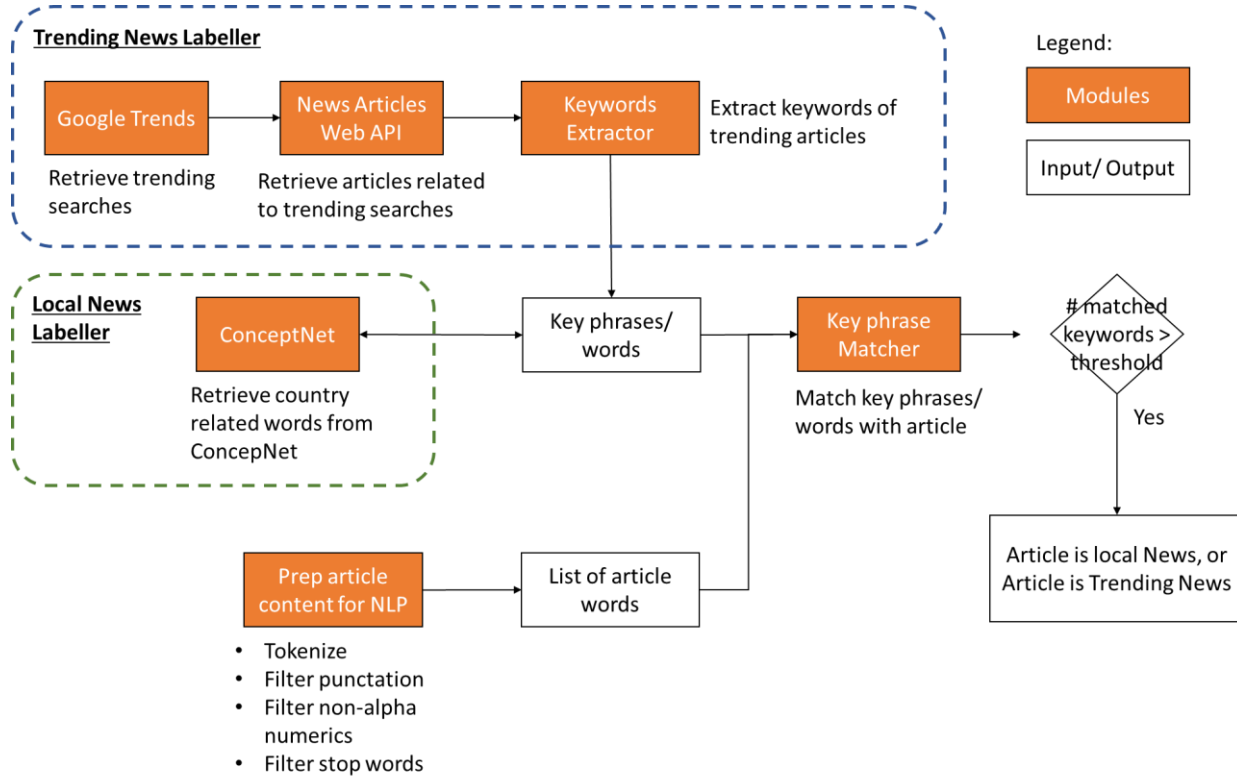 Trending News Labeller
Google Trends
Retrieve trending
searches
News Articles
Web API
Retrieve articles related
to trending searches
Keywords
Extractor
Extract keywords of
trending articles
Legend:
Modules
Input/ Output
Local News
Labeller
ConceptNet
Retrieve country
related words from
ConcepNet
Key phrases/
words
Key phrase
Matcher
Match key phrases/
words with article
# matched
keywords >
threshold
Yes
Article is local News, or
Article is Trending News
Prep article
content for NLP
• Tokenize
• Filter punctation
• Filter non-alpha
numerics
• Filter stop words
List of article
words